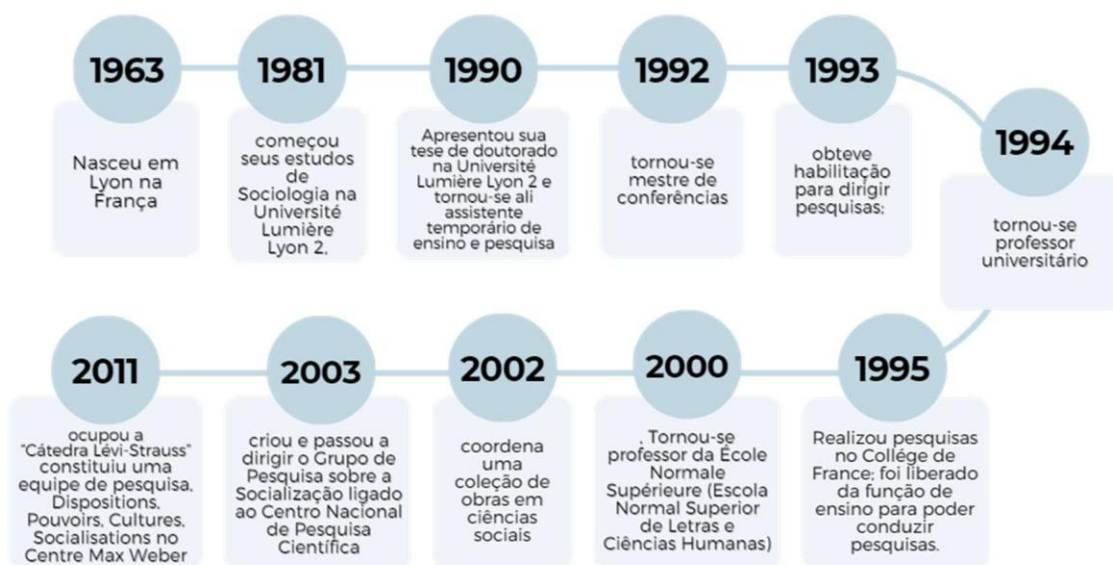 1963
Nasceu em
Lyon na
França
1981
começou
seus estudos
de
Sociologia na
Université
Lumière
Lyon 2,
1990
Apresentou sua
tese de doutorado
na Université
Lumière Lyon 2 e
tornou-se ali
assistente
temporário de
ensino e pesquisa
1992
tornou-se
mestre de
conferências
1993
obteve
habilitação
para dirigir
pesquisas;
1994
tornou-se
professor
universitário
1995
Realizou pesquisas
no Collége de
France; foi liberado
da função de
ensino para poder
conduzir
pesquisas.
2000
, Tornou-se
professor da École
Normale
Supérieure (Escola
Normal Superior
de Letras e
Ciências Humanas)
2002
coordena
uma
coleção de
obras em
ciências
sociais
2003
criou e passou a
dirigir o Grupo de
Pesquisa sobre a
Socialização ligado
ao Centro Nacional
de Pesquisa
Científica
2011
ocupou a
"Cátedra Lévi-Strauss"
constituiu uma
equipe de pesquisa,
Dispositions,
Pouvoirs, Cultures,
Socialisations no
Centre Max Weber